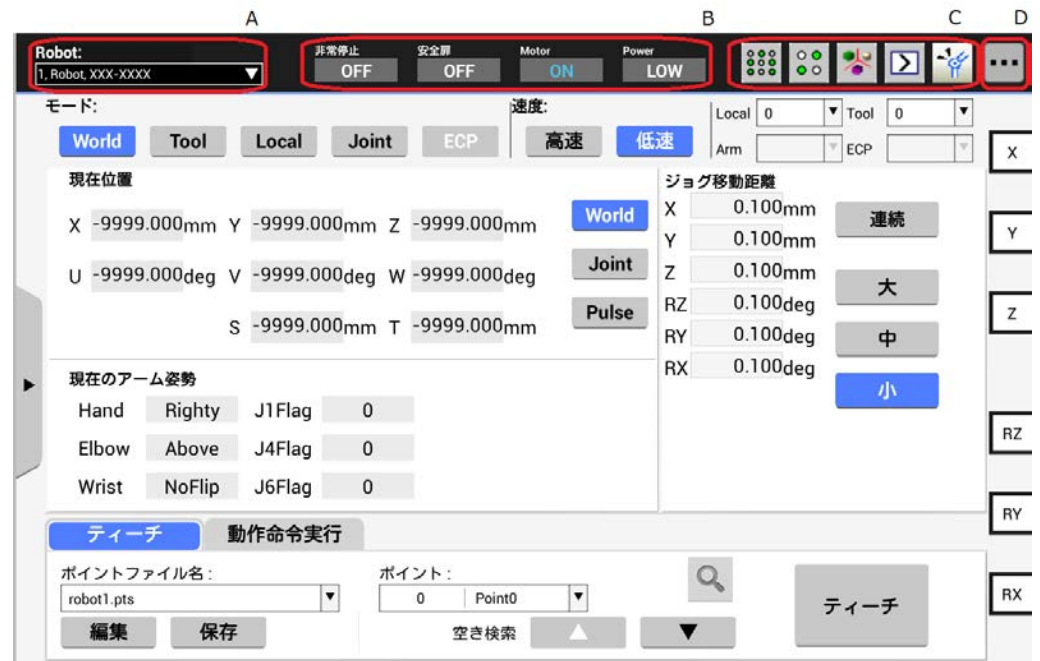 A B C D
Robot: 非常停止 安全扉 Motor Power
1, Robot, XXX-XXXX OFF OFF ON LOW
モード: 速度: Local 0 Tool 0
World Tool Local Joint ECP 高速 低速 Arm ECP
現在位置
X -9999.000mm Y -9999.000mm Z -9999.000mm World
U -9999.000deg V -9999.000deg W -9999.000deg Joint
S -9999.000mm T -9999.000mm Pulse
現在のアーム姿勢
Hand Righty J1Flag 0
Elbow Above J4Flag 0
Wrist NoFlip J6Flag 0
ジョグ移動距離
X 0.100mm 連続
Y 0.100mm
Z 0.100mm 大
RZ 0.100deg
RY 0.100deg 中
RX 0.100deg 小
X
Y
Z
RZ
RY
RX
ティーチ 動作命令実行
ポイントファイル名: ポイント:
robot1.pts 0 Point0
編集 保存 空き検索 ティーチ